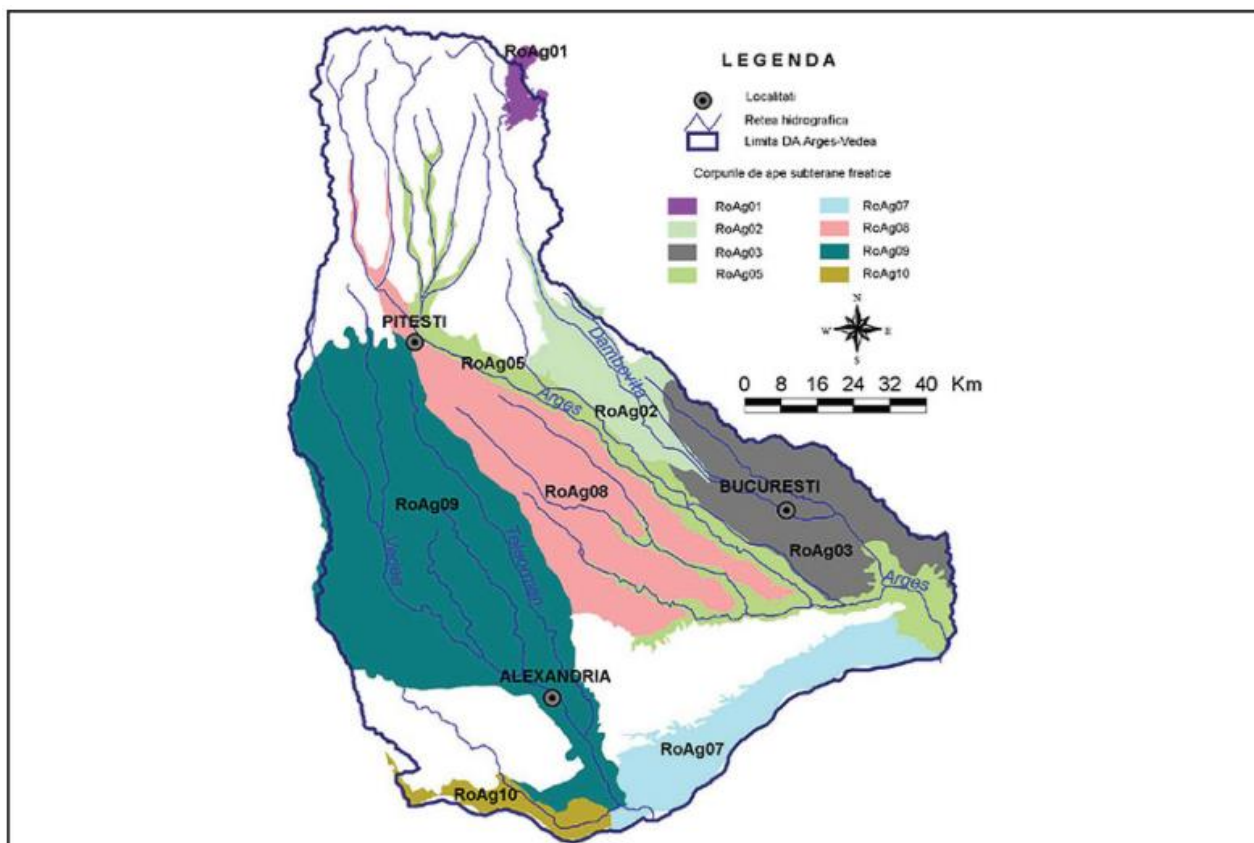 RoAg01
LEGENDA
Localitati
Retea hidrografica
Limita DA Arges-Vedea
Corpurile de ape subterane freatice
RoAg01
RoAg02
RoAg03
RoAg05
RoAg07
RoAg08
RoAg09
RoAg10
N
W
E
S
0 8 16 24 32 40 Km
PITESTI
RoAg05
Dambovita
Arges
RoAg02
BUCURESTI
RoAg08
RoAg09
RoAg03
Vedea
Teleorman
Arges
ALEXANDRIA
RoAg07
RoAg10